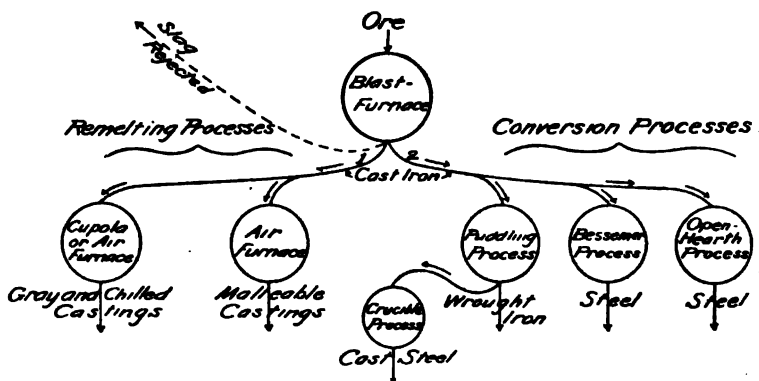 Ore
Slag
Rejected
Blast-
Furnace
Remelting Processes
Conversion Processes.
1
2
Cast Iron
Cupola
or Air
Furnace
Air
Furnace
Puddling
Process
Bessemer
Process
Open-
Hearth
Process
Gray and Chilled
Castings
Malleable
Castings
Crucible
Process
Wrought
Iron
Steel
Steel
Cast Steel